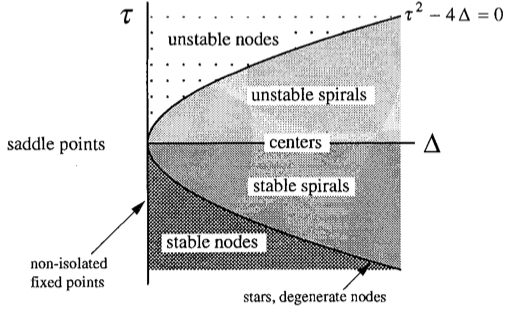 τ
τ² − 4Δ = 0
unstable nodes
unstable spirals
saddle points
centers
Δ
stable spirals
stable nodes
non-isolated
fixed points
stars, degenerate nodes